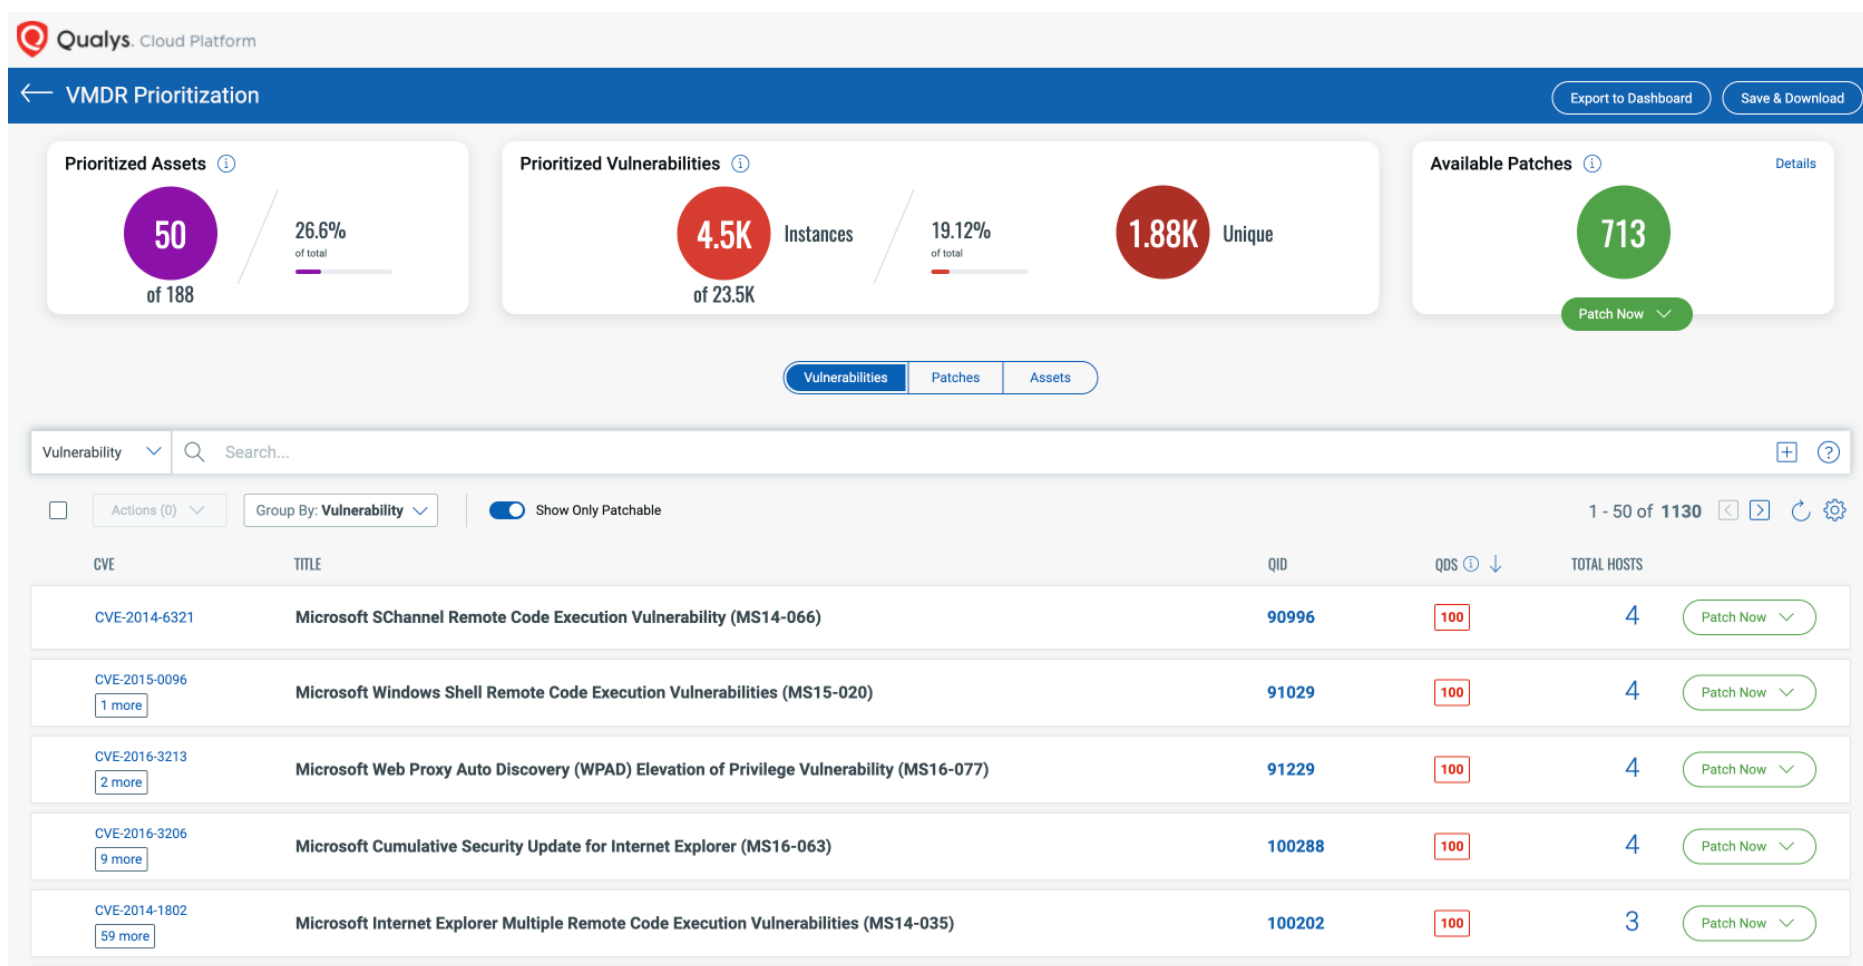 Qualys. Cloud Platform
VMDR Prioritization
Export to Dashboard
Save & Download
Prioritized Assets
50
of 188
26.6%
of total
Prioritized Vulnerabilities
4.5K
Instances
of 23.5K
19.12%
of total
1.88K
Unique
Available Patches
Details
713
Patch Now
Vulnerabilities
Patches
Assets
Vulnerability
Search...
Actions (0)
Group By: Vulnerability
Show Only Patchable
1 - 50 of 1130
CVE TITLE QID QDS TOTAL HOSTS
CVE-2014-6321 Microsoft SChannel Remote Code Execution Vulnerability (MS14-066) 90996 100 4 Patch Now
CVE-2015-0096
1 more
Microsoft Windows Shell Remote Code Execution Vulnerabilities (MS15-020) 91029 100 4 Patch Now
CVE-2016-3213
2 more
Microsoft Web Proxy Auto Discovery (WPAD) Elevation of Privilege Vulnerability (MS16-077) 91229 100 4 Patch Now
CVE-2016-3206
9 more
Microsoft Cumulative Security Update for Internet Explorer (MS16-063) 100288 100 4 Patch Now
CVE-2014-1802
59 more
Microsoft Internet Explorer Multiple Remote Code Execution Vulnerabilities (MS14-035) 100202 100 3 Patch Now